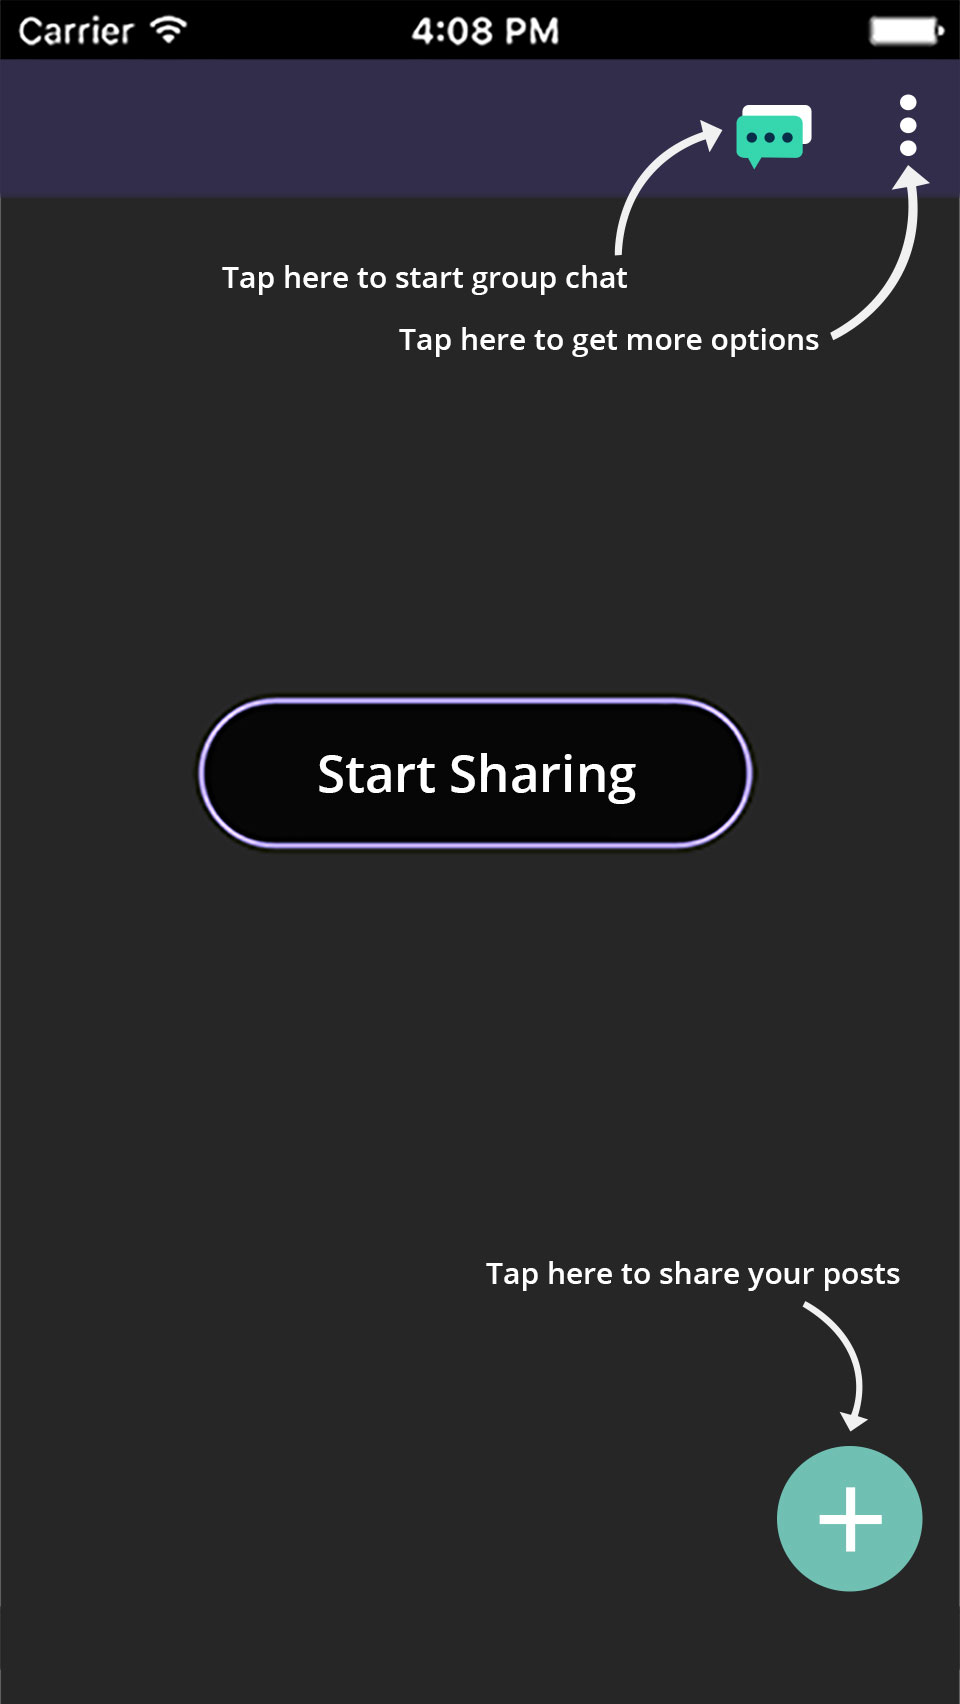 Carrier 4:08 PM
Tap here to start group chat
Tap here to get more options
Start Sharing
Tap here to share your posts